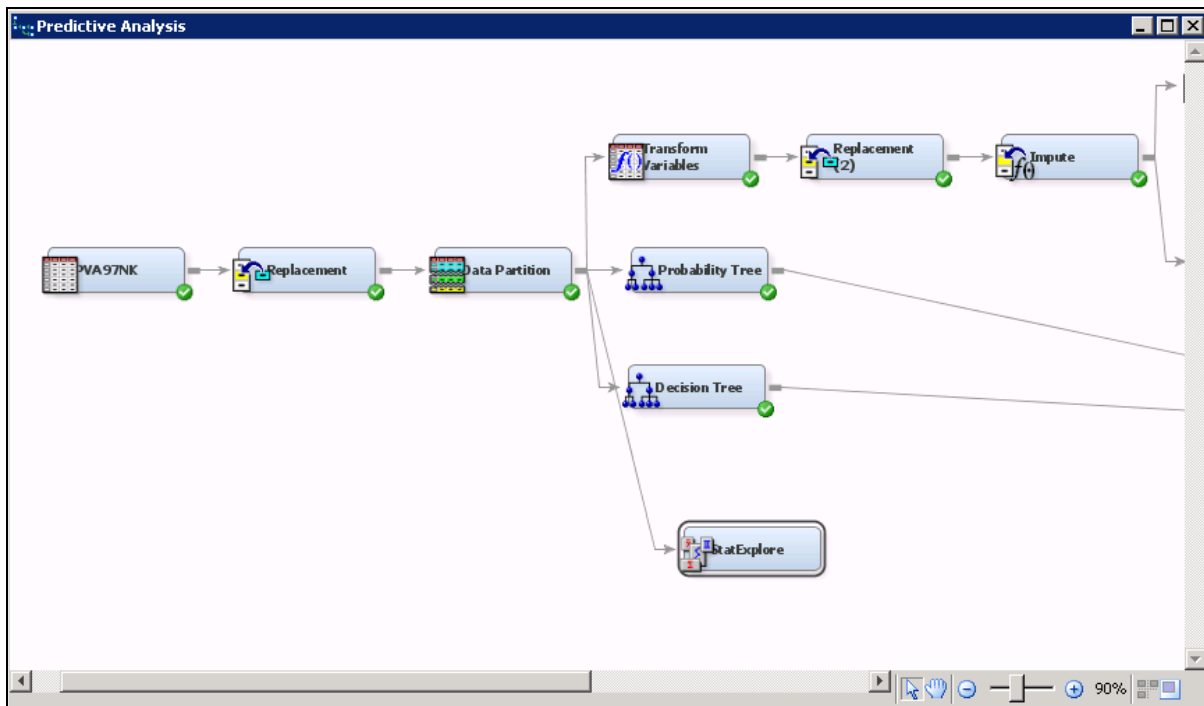 Predictive Analysis
Transform
Variables
Replacement
(2)
Impute
PVA97NK
Replacement
Data Partition
Probability Tree
Decision Tree
StatExplore
90%